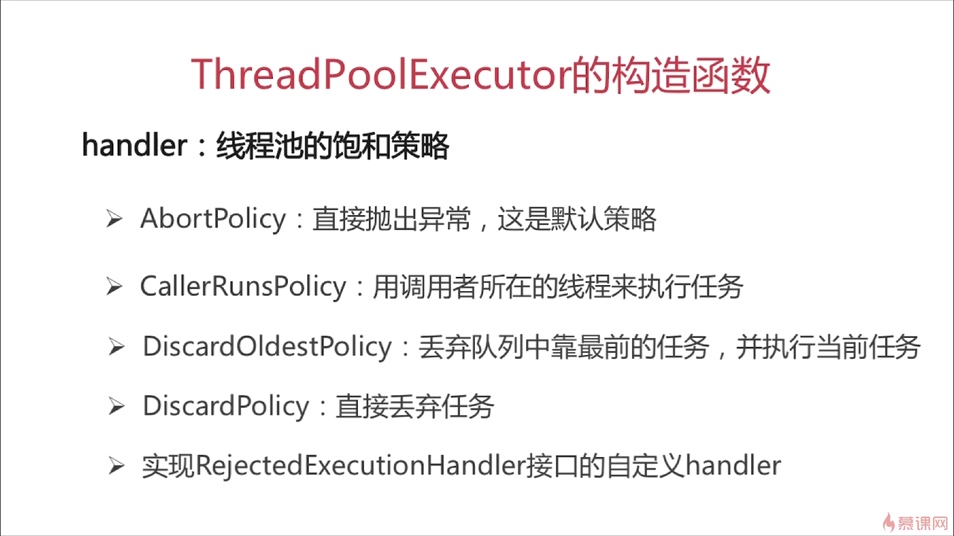 ThreadPoolExecutor的构造函数
handler：线程池的饱和策略
➢ AbortPolicy：直接抛出异常，这是默认策略
➢ CallerRunsPolicy：用调用者所在的线程来执行任务
➢ DiscardOldestPolicy：丢弃队列中靠最前的任务，并执行当前任务
➢ DiscardPolicy：直接丢弃任务
➢ 实现RejectedExecutionHandler接口的自定义handler
慕课网